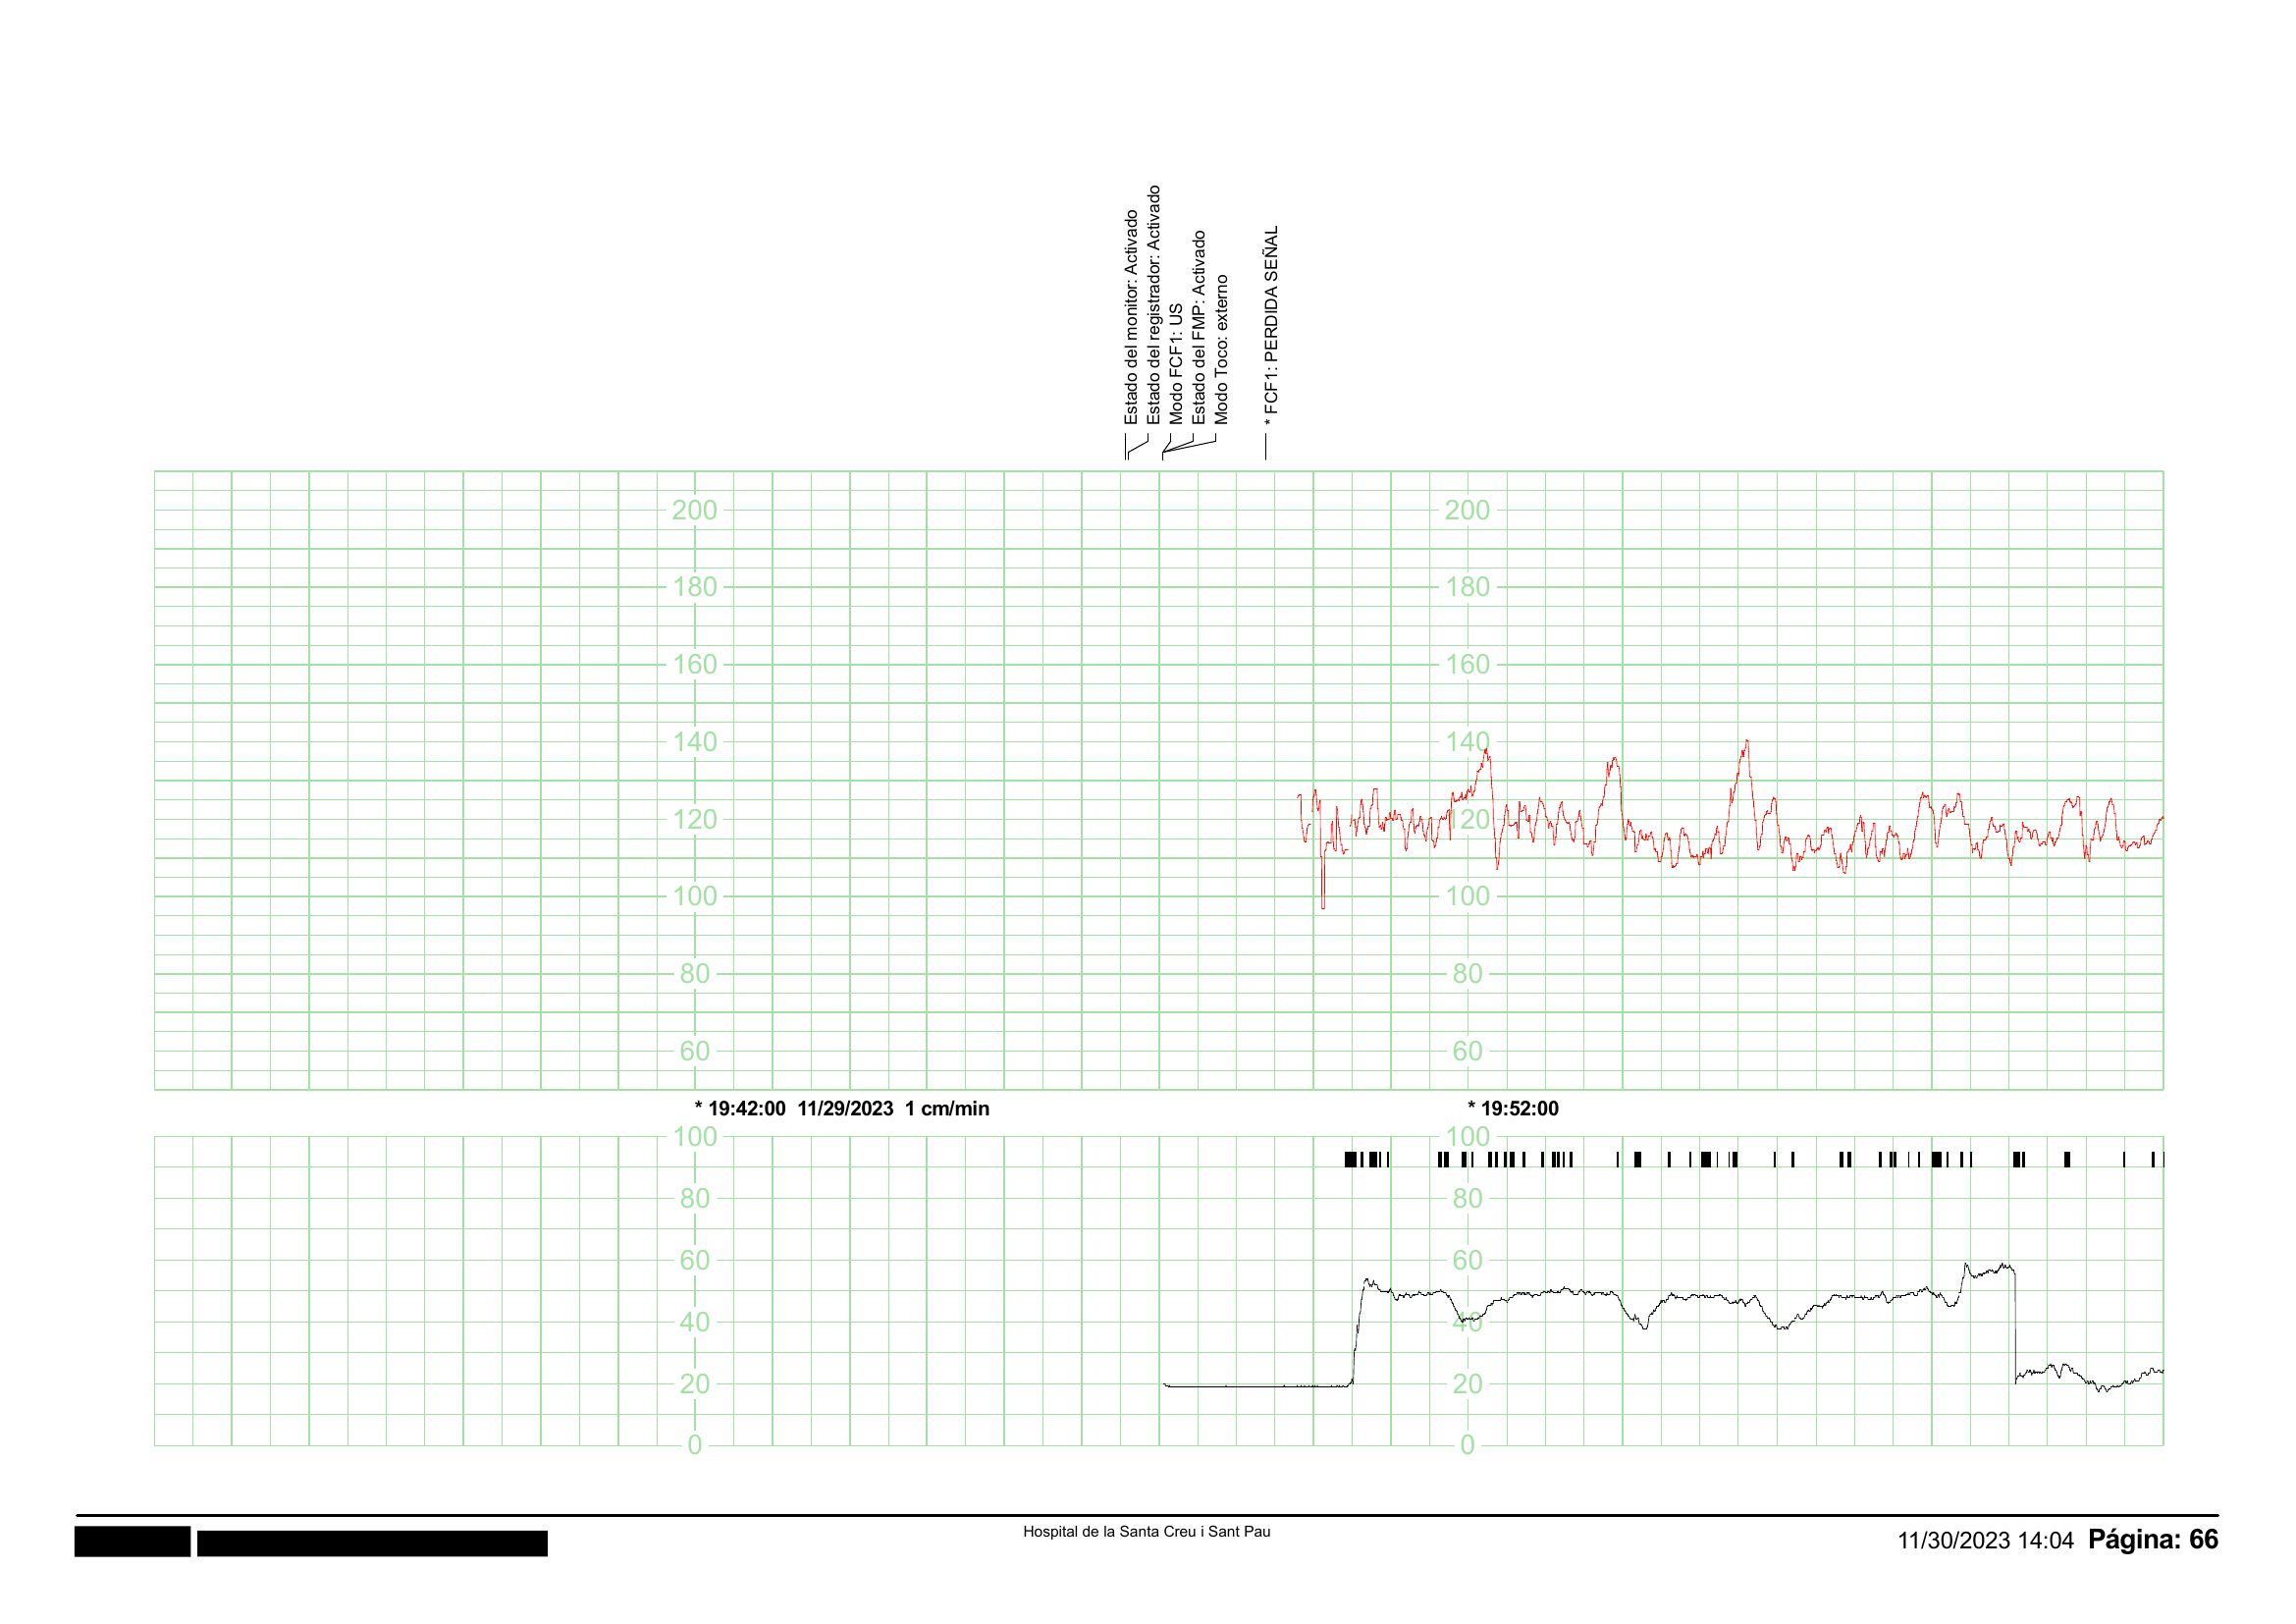 Estado del monitor: Activado
Estado del registrador: Activado
Modo FCF1: US
Estado del FMP: Activado
Modo Toco: externo
* FCF1: PERDIDA SEÑAL
200 200
180 180
160 160
140 140
120 120
100 100
80 80
60 60
* 19:42:00 11/29/2023 1 cm/min * 19:52:00
100 100
80 80
60 60
40 40
20 20
0 0
Hospital de la Santa Creu i Sant Pau
11/30/2023 14:04 Página: 66